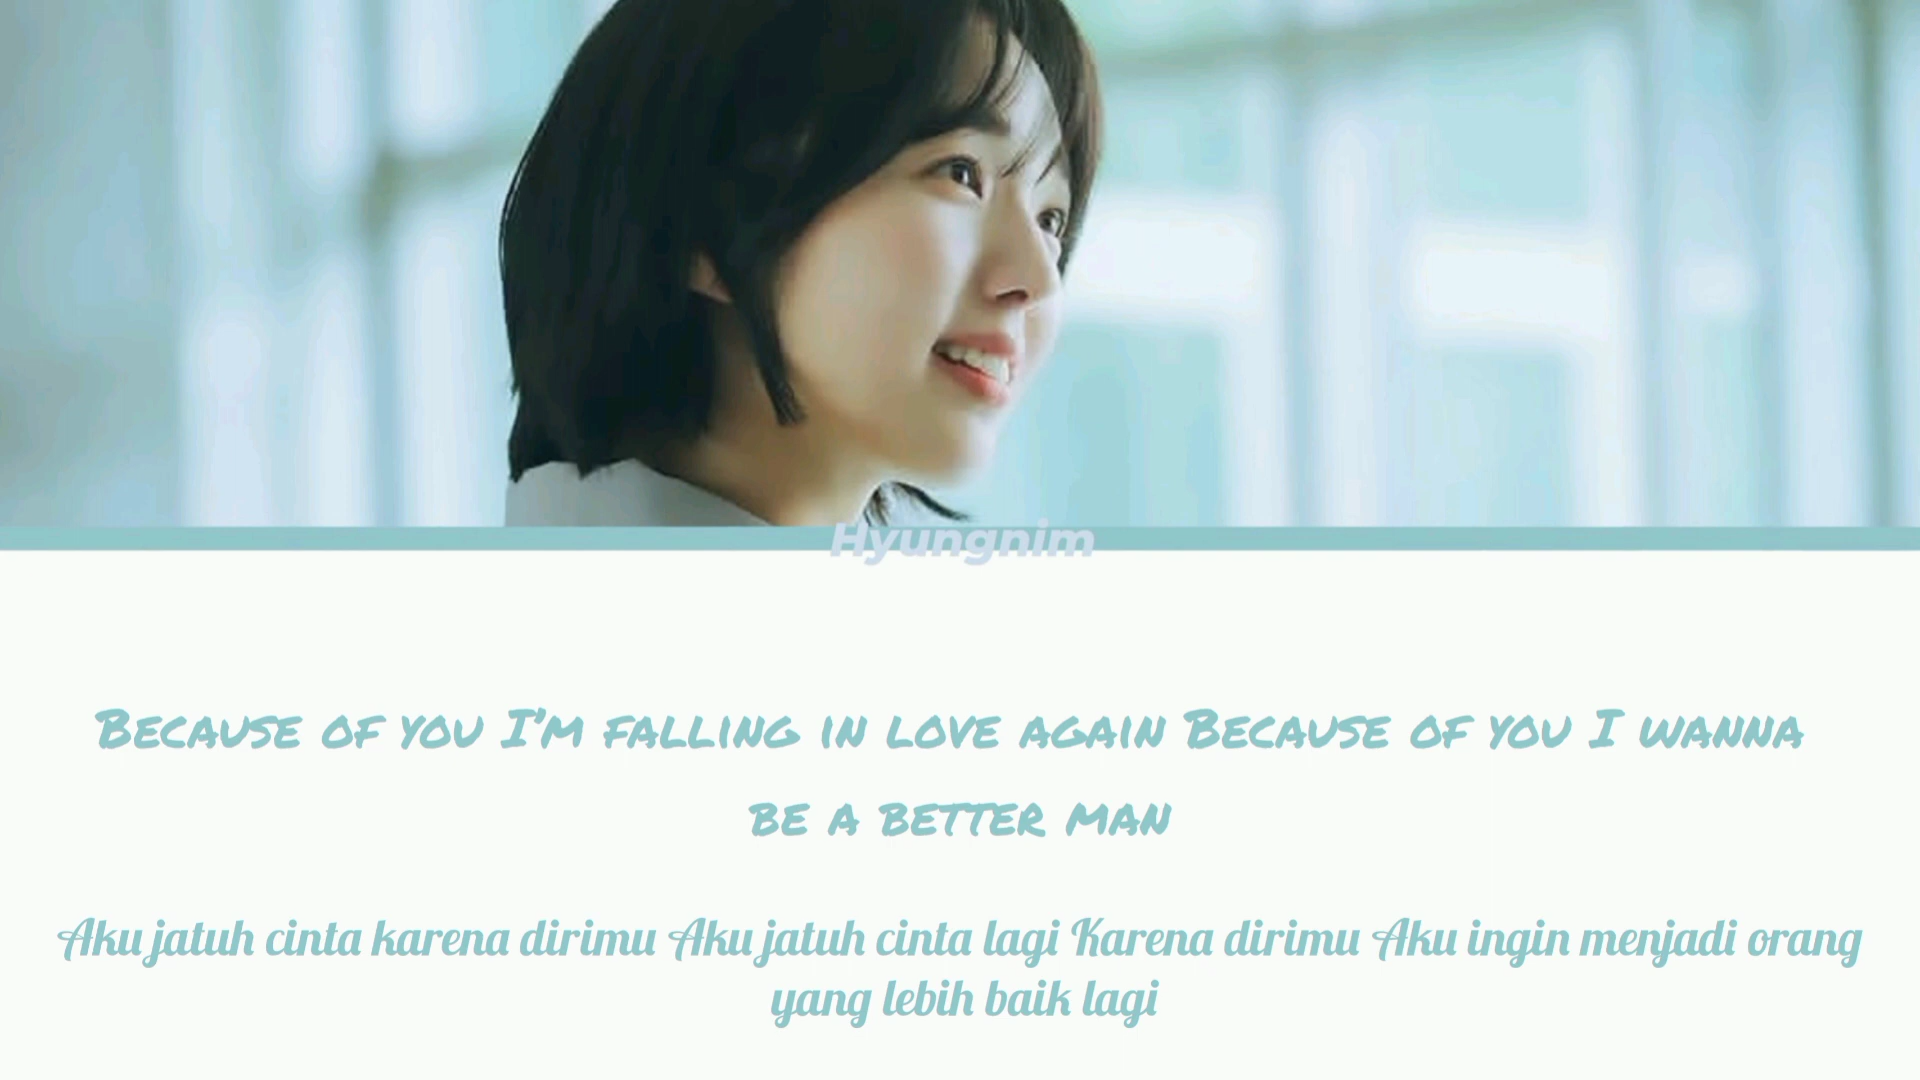 Hyungnim
Because of you I'm falling in love again Because of you I wanna
be a better man
Aku jatuh cinta karena dirimu Aku jatuh cinta lagi Karena dirimu Aku ingin menjadi orang
yang lebih baik lagi